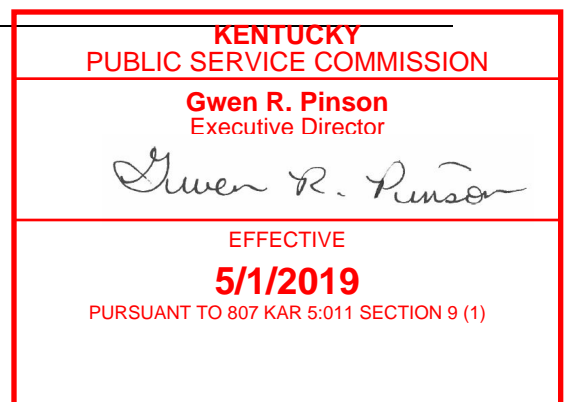 KENTUCKY
PUBLIC SERVICE COMMISSION
Gwen R. Pinson
Executive Director
Gwen R. Punson
EFFECTIVE
5/1/2019
PURSUANT TO 807 KAR 5:011 SECTION 9 (1)